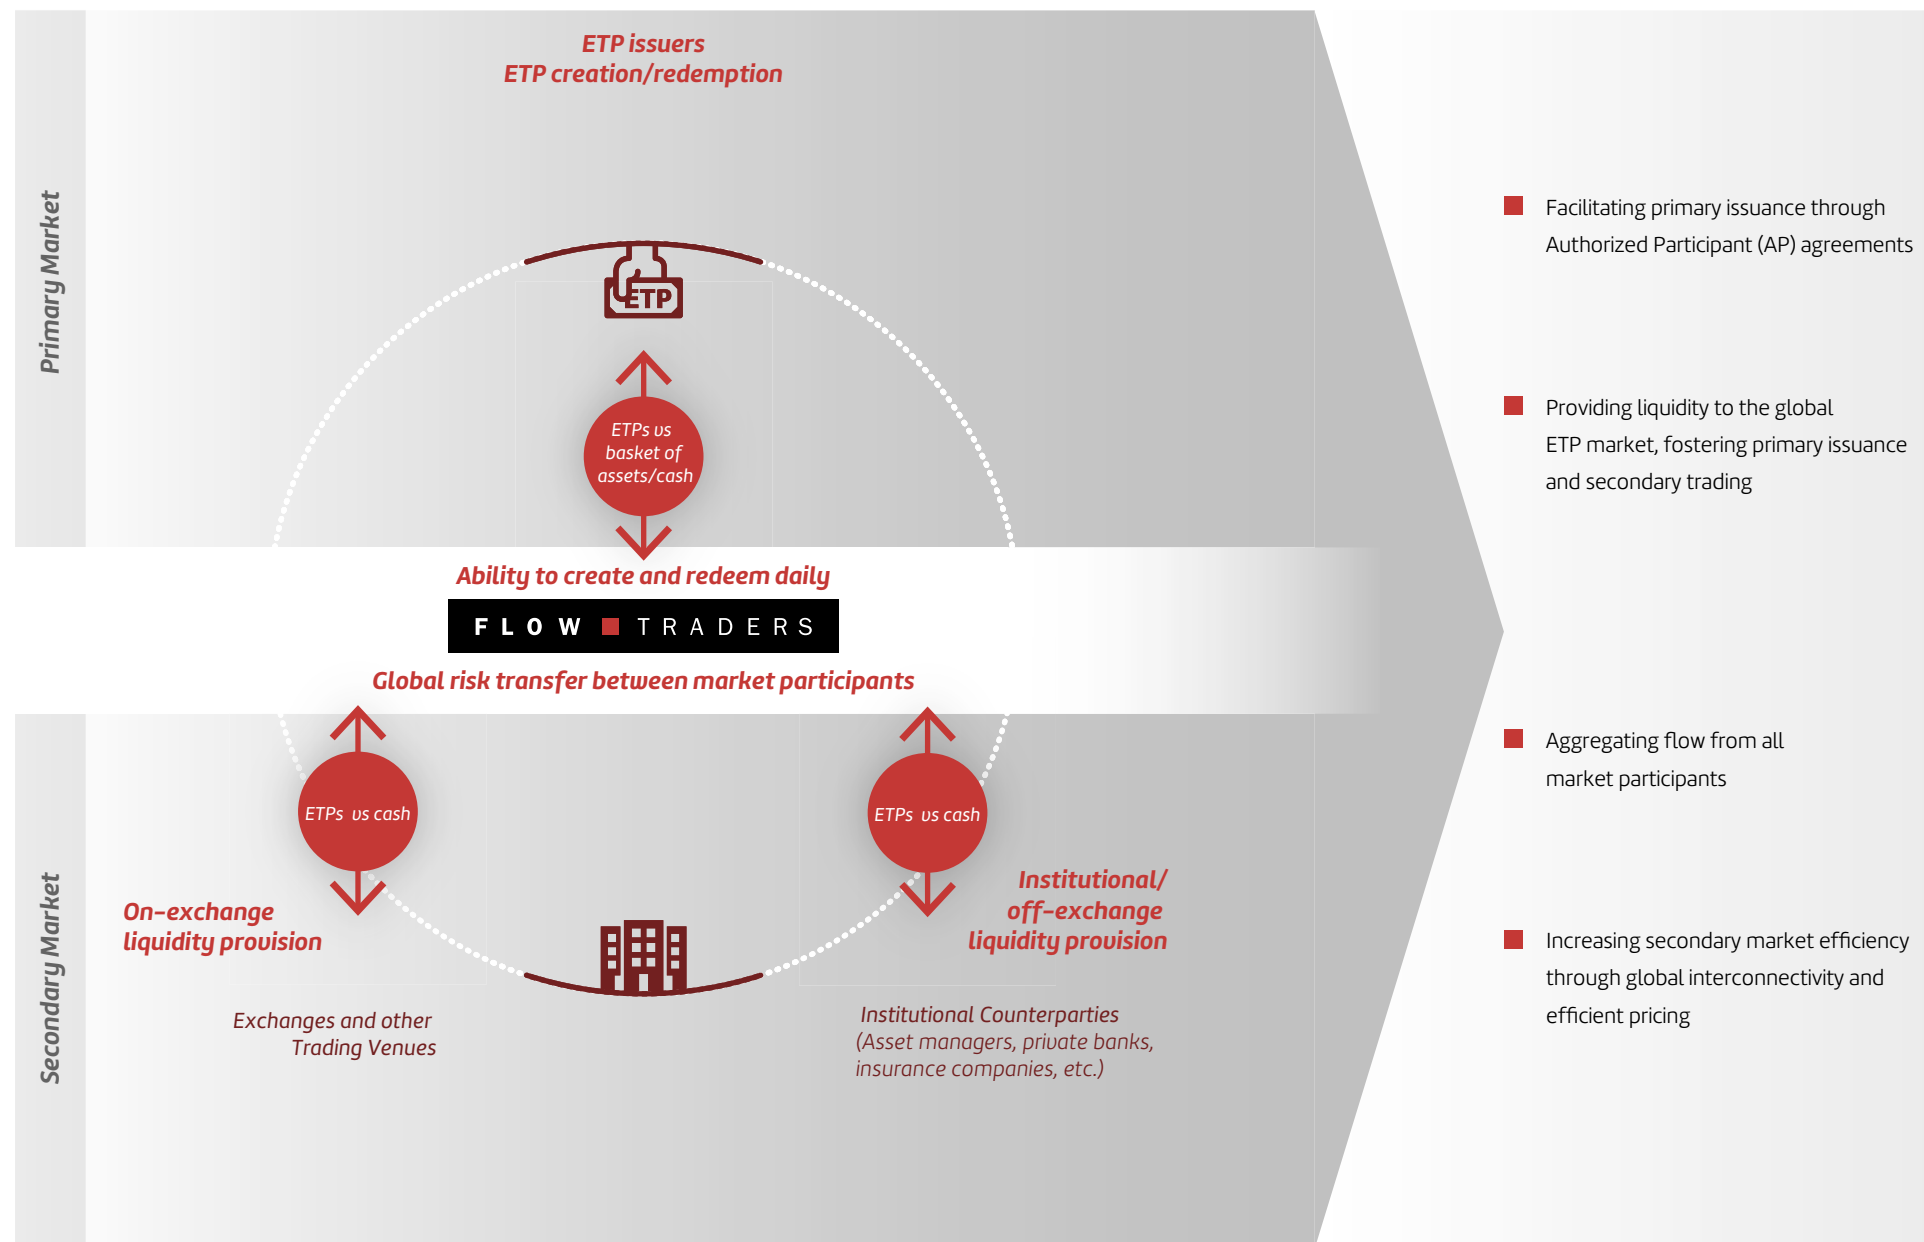 ETP issuers
ETP creation/redemption
Primary Market
ETP
ETPs vs
basket of
assets/cash
Ability to create and redeem daily
FLOW TRADERS
Global risk transfer between market participants
Secondary Market
ETPs vs cash
ETPs vs cash
On-exchange
liquidity provision
Institutional/
off-exchange
liquidity provision
Exchanges and other
Trading Venues
Institutional Counterparties
(Asset managers, private banks,
insurance companies, etc.)
Facilitating primary issuance through
Authorized Participant (AP) agreements
Providing liquidity to the global
ETP market, fostering primary issuance
and secondary trading
Aggregating flow from all
market participants
Increasing secondary market efficiency
through global interconnectivity and
efficient pricing